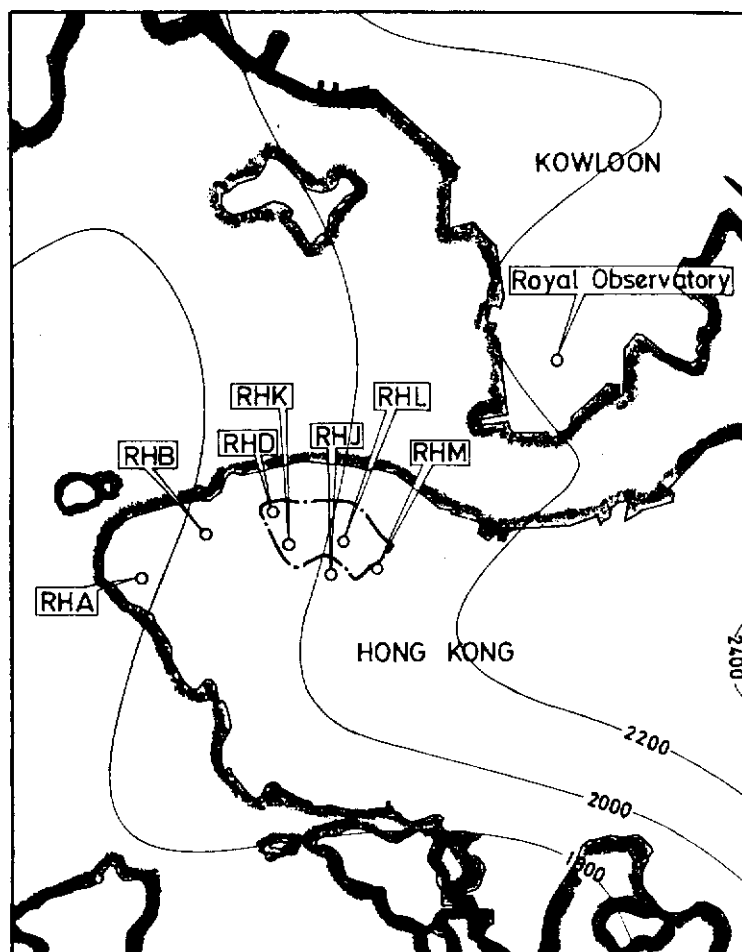 KOWLOON
Royal Observatory
RHK
RHL
RHD
RHJ
RHM
RHB
RHA
HONG KONG
2400
2200
2000
1800